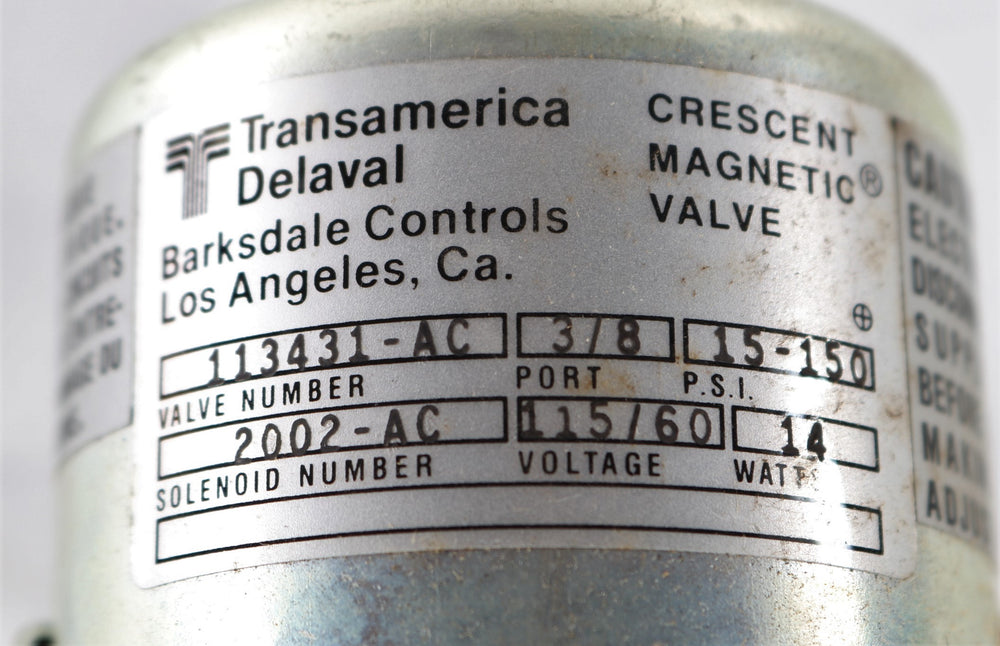 Transamerica
Delaval
Barksdale Controls
Los Angeles, Ca.
CRESCENT
MAGNETIC®
VALVE
113431-AC
VALVE NUMBER
3/8
PORT
15-150
P.S.I.
2002-AC
SOLENOID NUMBER
115/60
VOLTAGE
14
WATTS